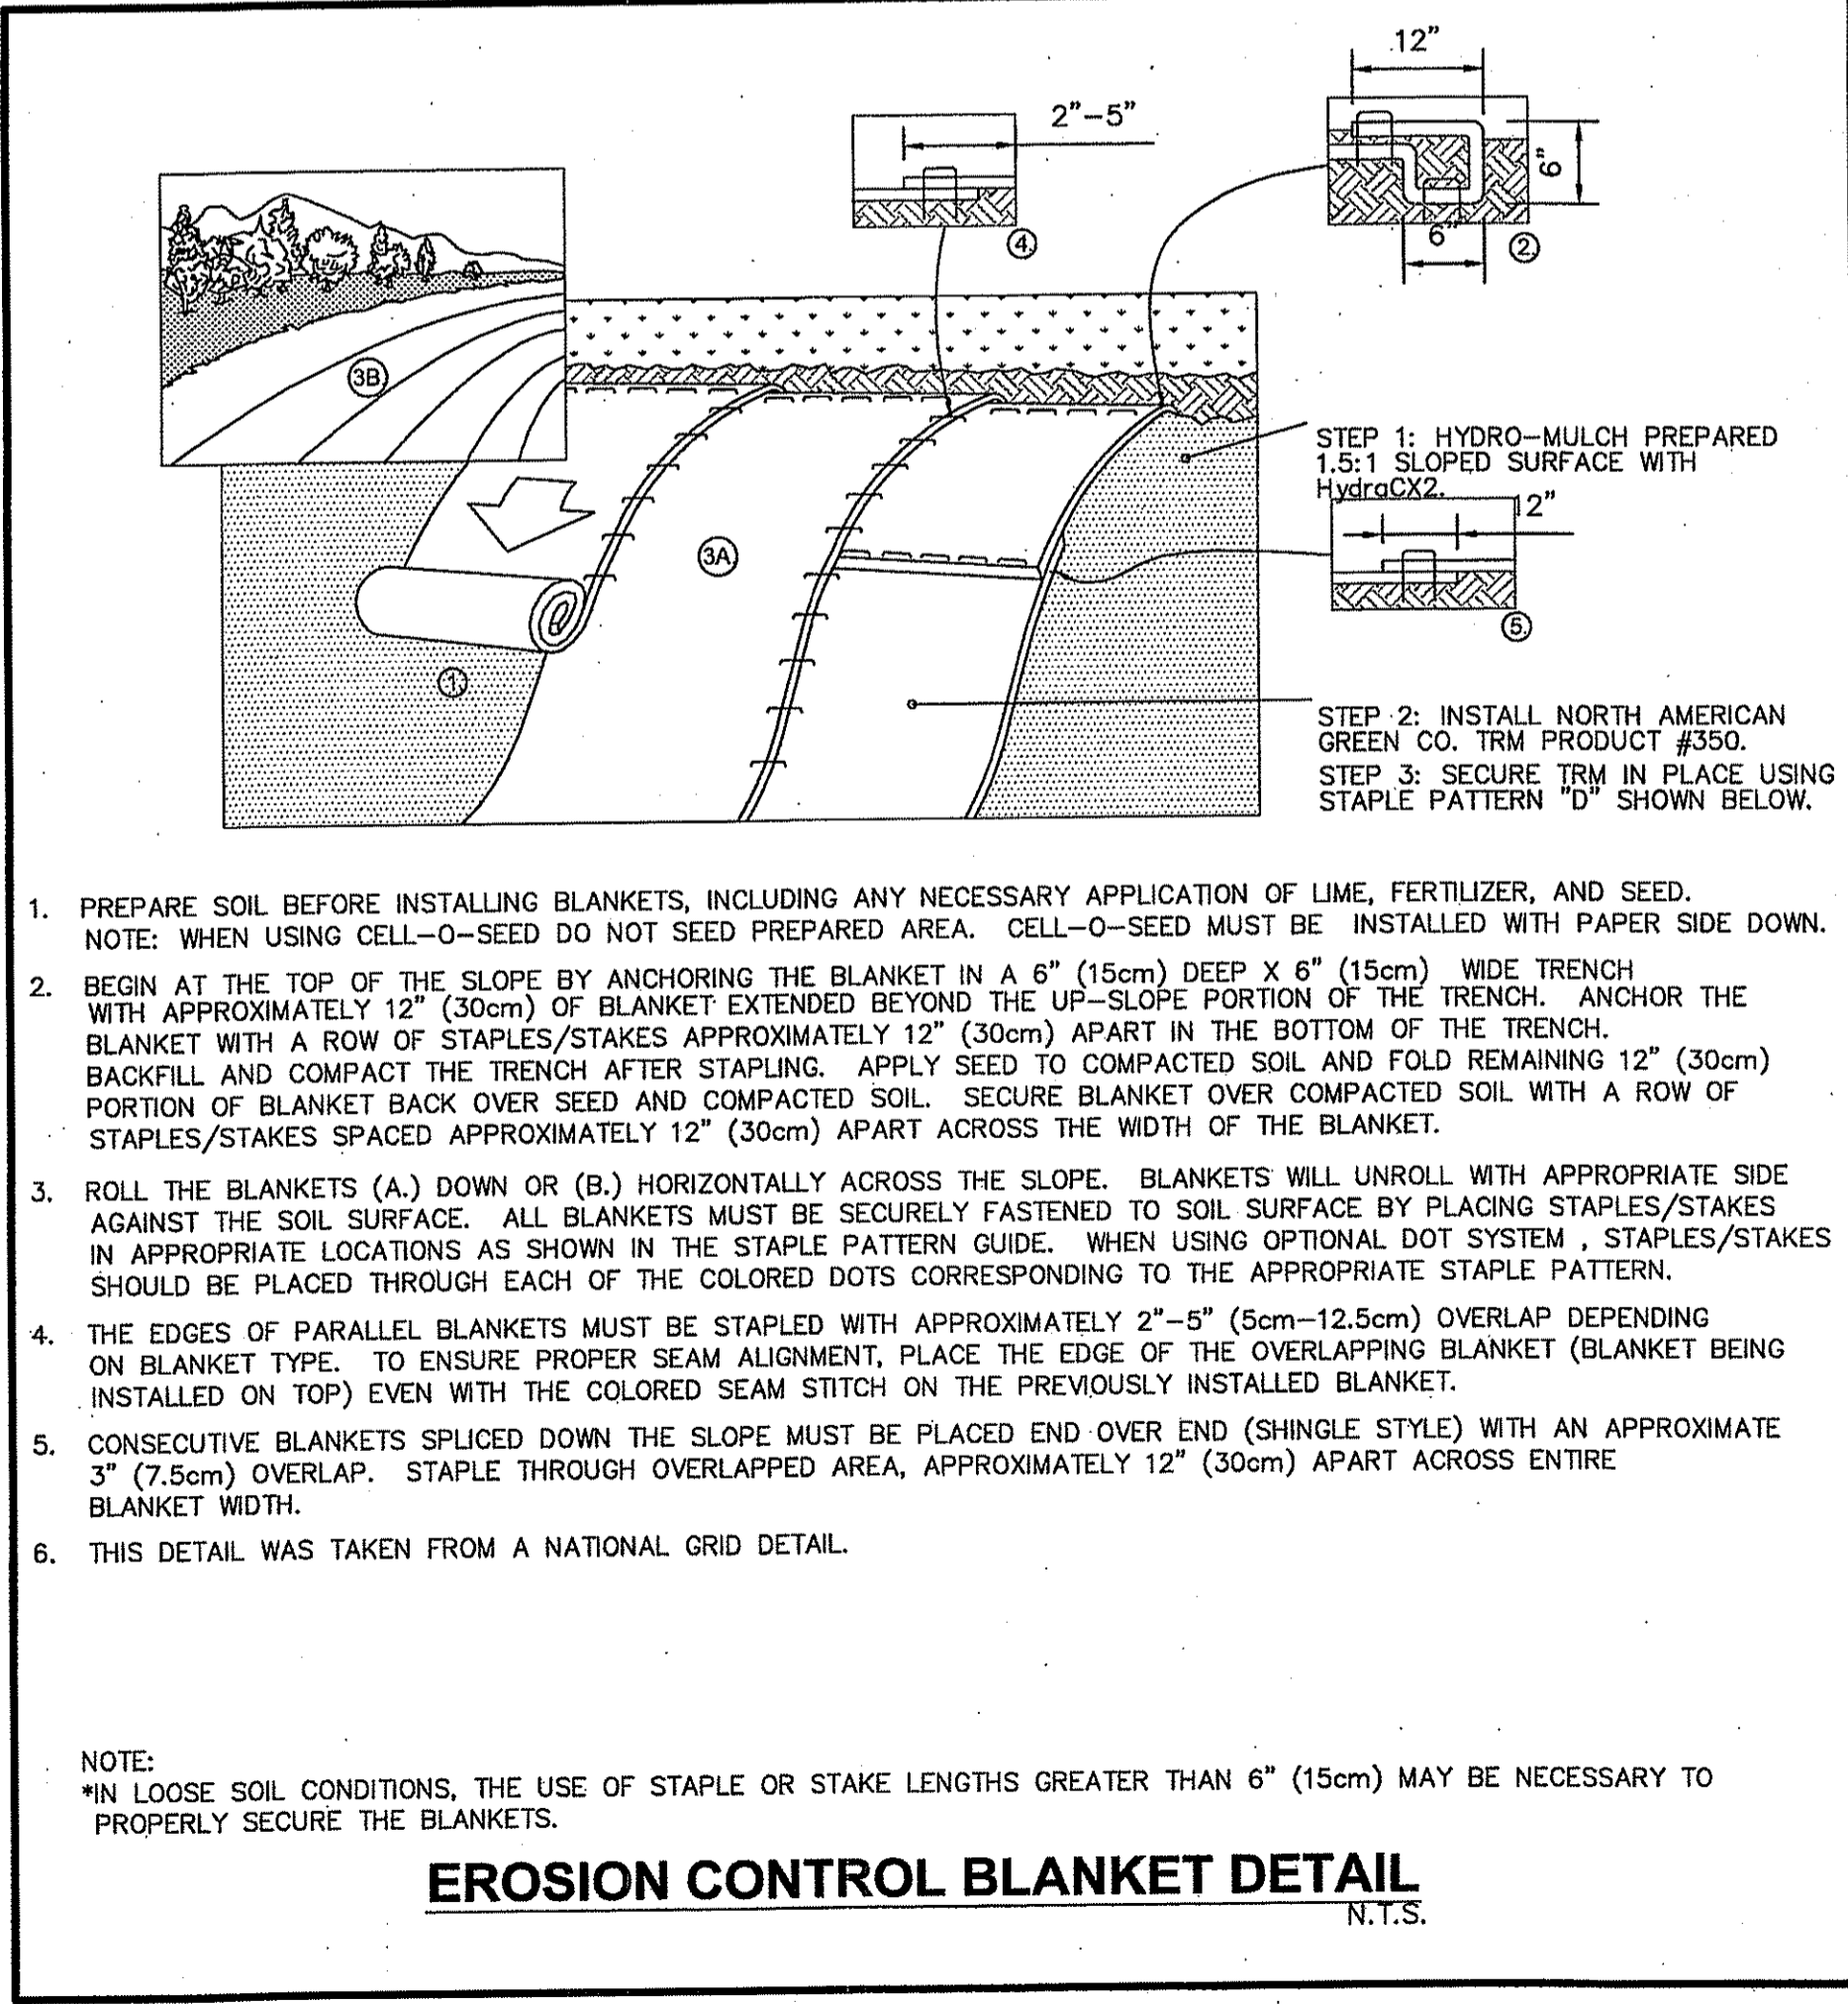 12"
2"-5"
6"
6"
4.
2.
3B
STEP 1: HYDRO-MULCH PREPARED
1.5:1 SLOPED SURFACE WITH
HydraCX2.
12"
3A.
5.
1.
STEP 2: INSTALL NORTH AMERICAN
GREEN CO. TRM PRODUCT #350.
STEP 3: SECURE TRM IN PLACE USING
STAPLE PATTERN "D" SHOWN BELOW.
1. PREPARE SOIL BEFORE INSTALLING BLANKETS, INCLUDING ANY NECESSARY APPLICATION OF LIME, FERTILIZER, AND SEED.
NOTE: WHEN USING CELL-O-SEED DO NOT SEED PREPARED AREA. CELL-O-SEED MUST BE INSTALLED WITH PAPER SIDE DOWN.
2. BEGIN AT THE TOP OF THE SLOPE BY ANCHORING THE BLANKET IN A 6" (15cm) DEEP X 6" (15cm) WIDE TRENCH
WITH APPROXIMATELY 12" (30cm) OF BLANKET EXTENDED BEYOND THE UP-SLOPE PORTION OF THE TRENCH. ANCHOR THE
BLANKET WITH A ROW OF STAPLES/STAKES APPROXIMATELY 12" (30cm) APART IN THE BOTTOM OF THE TRENCH.
BACKFILL AND COMPACT THE TRENCH AFTER STAPLING. APPLY SEED TO COMPACTED SOIL AND FOLD REMAINING 12" (30cm)
PORTION OF BLANKET BACK OVER SEED AND COMPACTED SOIL. SECURE BLANKET OVER COMPACTED SOIL WITH A ROW OF
STAPLES/STAKES SPACED APPROXIMATELY 12" (30cm) APART ACROSS THE WIDTH OF THE BLANKET.
3. ROLL THE BLANKETS (A.) DOWN OR (B.) HORIZONTALLY ACROSS THE SLOPE. BLANKETS WILL UNROLL WITH APPROPRIATE SIDE
AGAINST THE SOIL SURFACE. ALL BLANKETS MUST BE SECURELY FASTENED TO SOIL SURFACE BY PLACING STAPLES/STAKES
IN APPROPRIATE LOCATIONS AS SHOWN IN THE STAPLE PATTERN GUIDE. WHEN USING OPTIONAL DOT SYSTEM , STAPLES/STAKES
SHOULD BE PLACED THROUGH EACH OF THE COLORED DOTS CORRESPONDING TO THE APPROPRIATE STAPLE PATTERN.
4. THE EDGES OF PARALLEL BLANKETS MUST BE STAPLED WITH APPROXIMATELY 2"-5" (5cm-12.5cm) OVERLAP DEPENDING
ON BLANKET TYPE. TO ENSURE PROPER SEAM ALIGNMENT, PLACE THE EDGE OF THE OVERLAPPING BLANKET (BLANKET BEING
INSTALLED ON TOP) EVEN WITH THE COLORED SEAM STITCH ON THE PREVIOUSLY INSTALLED BLANKET.
5. CONSECUTIVE BLANKETS SPLICED DOWN THE SLOPE MUST BE PLACED END OVER END (SHINGLE STYLE) WITH AN APPROXIMATE
3" (7.5cm) OVERLAP. STAPLE THROUGH OVERLAPPED AREA, APPROXIMATELY 12" (30cm) APART ACROSS ENTIRE
BLANKET WIDTH.
6. THIS DETAIL WAS TAKEN FROM A NATIONAL GRID DETAIL.
NOTE:
*IN LOOSE SOIL CONDITIONS, THE USE OF STAPLE OR STAKE LENGTHS GREATER THAN 6" (15cm) MAY BE NECESSARY TO
PROPERLY SECURE THE BLANKETS.
EROSION CONTROL BLANKET DETAIL
N.T.S.